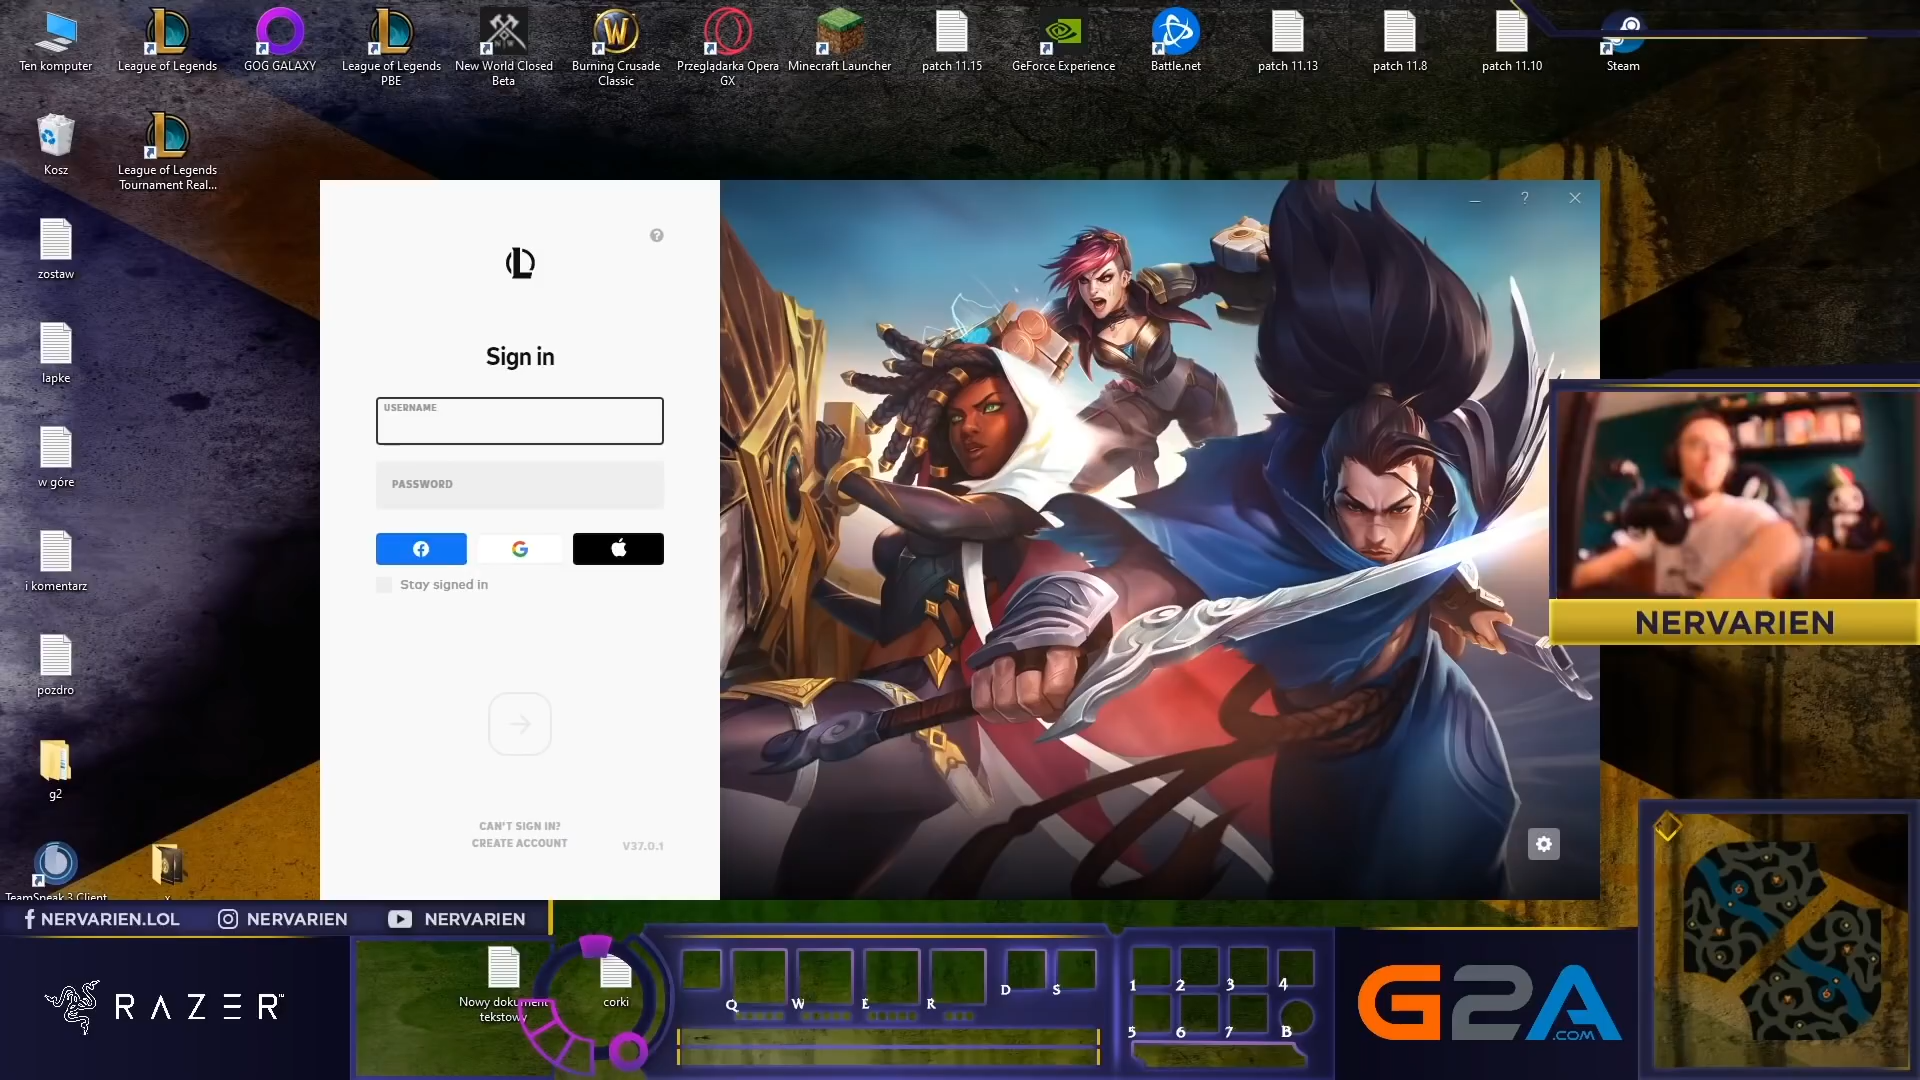 Ten komputer
League of Legends
GOG GALAXY
League of Legends
PBE
New World Closed
Beta
Burning Crusade
Classic
Przeglądarka Opera
GX
Minecraft Launcher
patch 11.15
GeForce Experience
Battle.net
patch 11.13
patch 11.8
patch 11.10
Steam
Kosz
League of Legends
Tournament Real...
zostaw
lapke
w góre
i komentarz
pozdro
g2
TeamSpeak 3 Client
x
Sign in
USERNAME
PASSWORD
Stay signed in
CAN'T SIGN IN?
CREATE ACCOUNT
V37.0.1
NERVARIEN
NERVARIEN.LOL
NERVARIEN
NERVARIEN
RAZER™
Nowy dokument
tekstowy
corki
Q
W
E
R
D
S
1
2
3
4
5
6
7
B
G2A
.COM